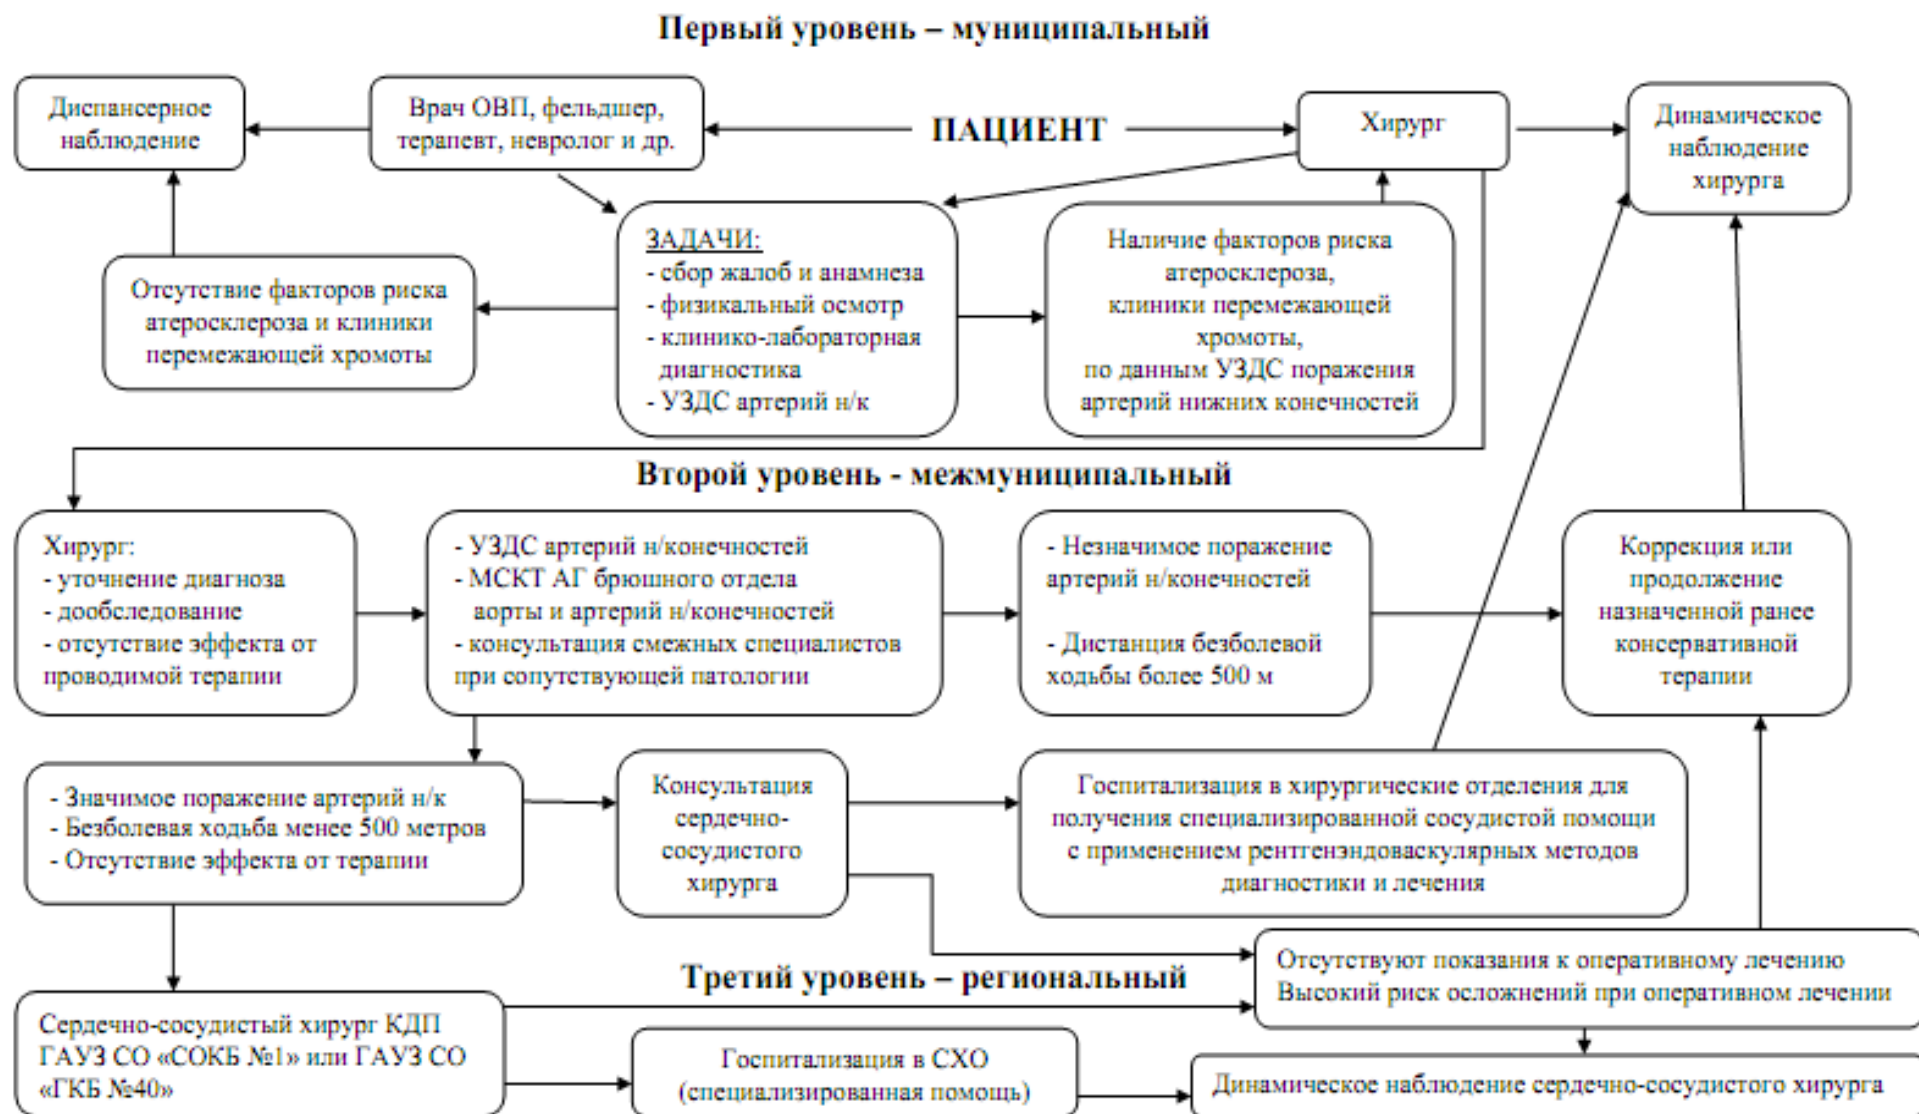 Первый уровень – муниципальный
Диспансерное
наблюдение
Врач ОВП, фельдшер,
терапевт, невролог и др.
ПАЦИЕНТ
Хирург
Динамическое
наблюдение
хирурга
Отсутствие факторов риска
атеросклероза и клиники
перемежающей хромоты
ЗАДАЧИ:
- сбор жалоб и анамнеза
- физикальный осмотр
- клинико-лабораторная
диагностика
- УЗДС артерий н/к
Наличие факторов риска
атеросклероза,
клиники перемежающей
хромоты,
по данным УЗДС поражения
артерий нижних конечностей
Второй уровень - межмуниципальный
Хирург:
- уточнение диагноза
- дообследование
- отсутствие эффекта от
проводимой терапии
- УЗДС артерий н/конечностей
- МСКТ АГ брюшного отдела
аорты и артерий н/конечностей
- консультация смежных специалистов
при сопутствующей патологии
- Незначимое поражение
артерий н/конечностей
- Дистанция безболевой
ходьбы более 500 м
Коррекция или
продолжение
назначенной ранее
консервативной
терапии
- Значимое поражение артерий н/к
- Безболевая ходьба менее 500 метров
- Отсутствие эффекта от терапии
Консультация
сердечно-
сосудистого
хирурга
Госпитализация в хирургические отделения для
получения специализированной сосудистой помощи
с применением рентгенэндоваскулярных методов
диагностики и лечения
Третий уровень – региональный
Отсутствуют показания к оперативному лечению
Высокий риск осложнений при оперативном лечении
Сердечно-сосудистый хирург КДП
ГАУЗ СО «СОКБ №1» или ГАУЗ СО
«ГКБ №40»
Госпитализация в СХО
(специализированная помощь)
Динамическое наблюдение сердечно-сосудистого хирурга